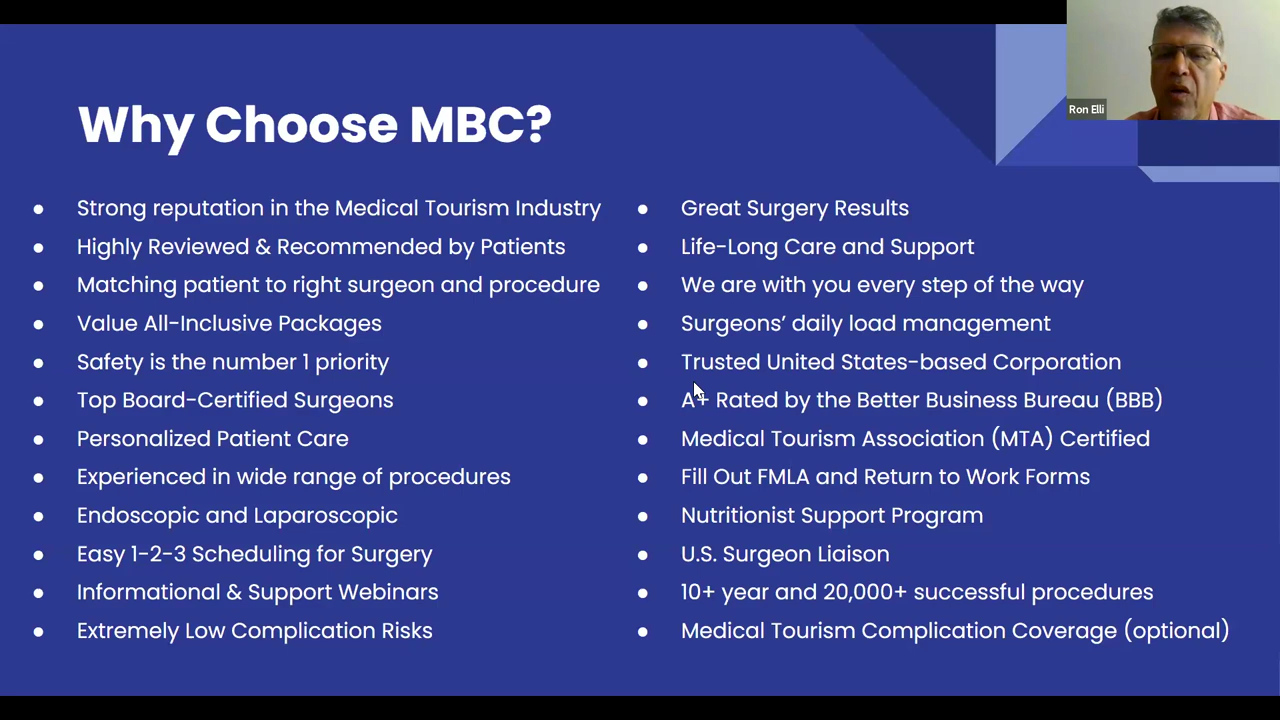 Ron Elli
Why Choose MBC?
● Strong reputation in the Medical Tourism Industry
● Highly Reviewed & Recommended by Patients
● Matching patient to right surgeon and procedure
● Value All-Inclusive Packages
● Safety is the number 1 priority
● Top Board-Certified Surgeons
● Personalized Patient Care
● Experienced in wide range of procedures
● Endoscopic and Laparoscopic
● Easy 1-2-3 Scheduling for Surgery
● Informational & Support Webinars
● Extremely Low Complication Risks
● Great Surgery Results
● Life-Long Care and Support
● We are with you every step of the way
● Surgeons’ daily load management
● Trusted United States-based Corporation
● A+ Rated by the Better Business Bureau (BBB)
● Medical Tourism Association (MTA) Certified
● Fill Out FMLA and Return to Work Forms
● Nutritionist Support Program
● U.S. Surgeon Liaison
● 10+ year and 20,000+ successful procedures
● Medical Tourism Complication Coverage (optional)